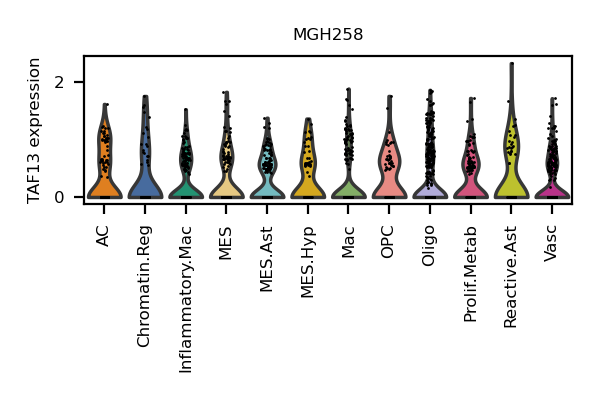 MGH258
TAF13 expression
2
0
AC
Chromatin.Reg
Inflammatory.Mac
MES
MES.Ast
MES.Hyp
Mac
OPC
Oligo
Prolif.Metab
Reactive.Ast
Vasc